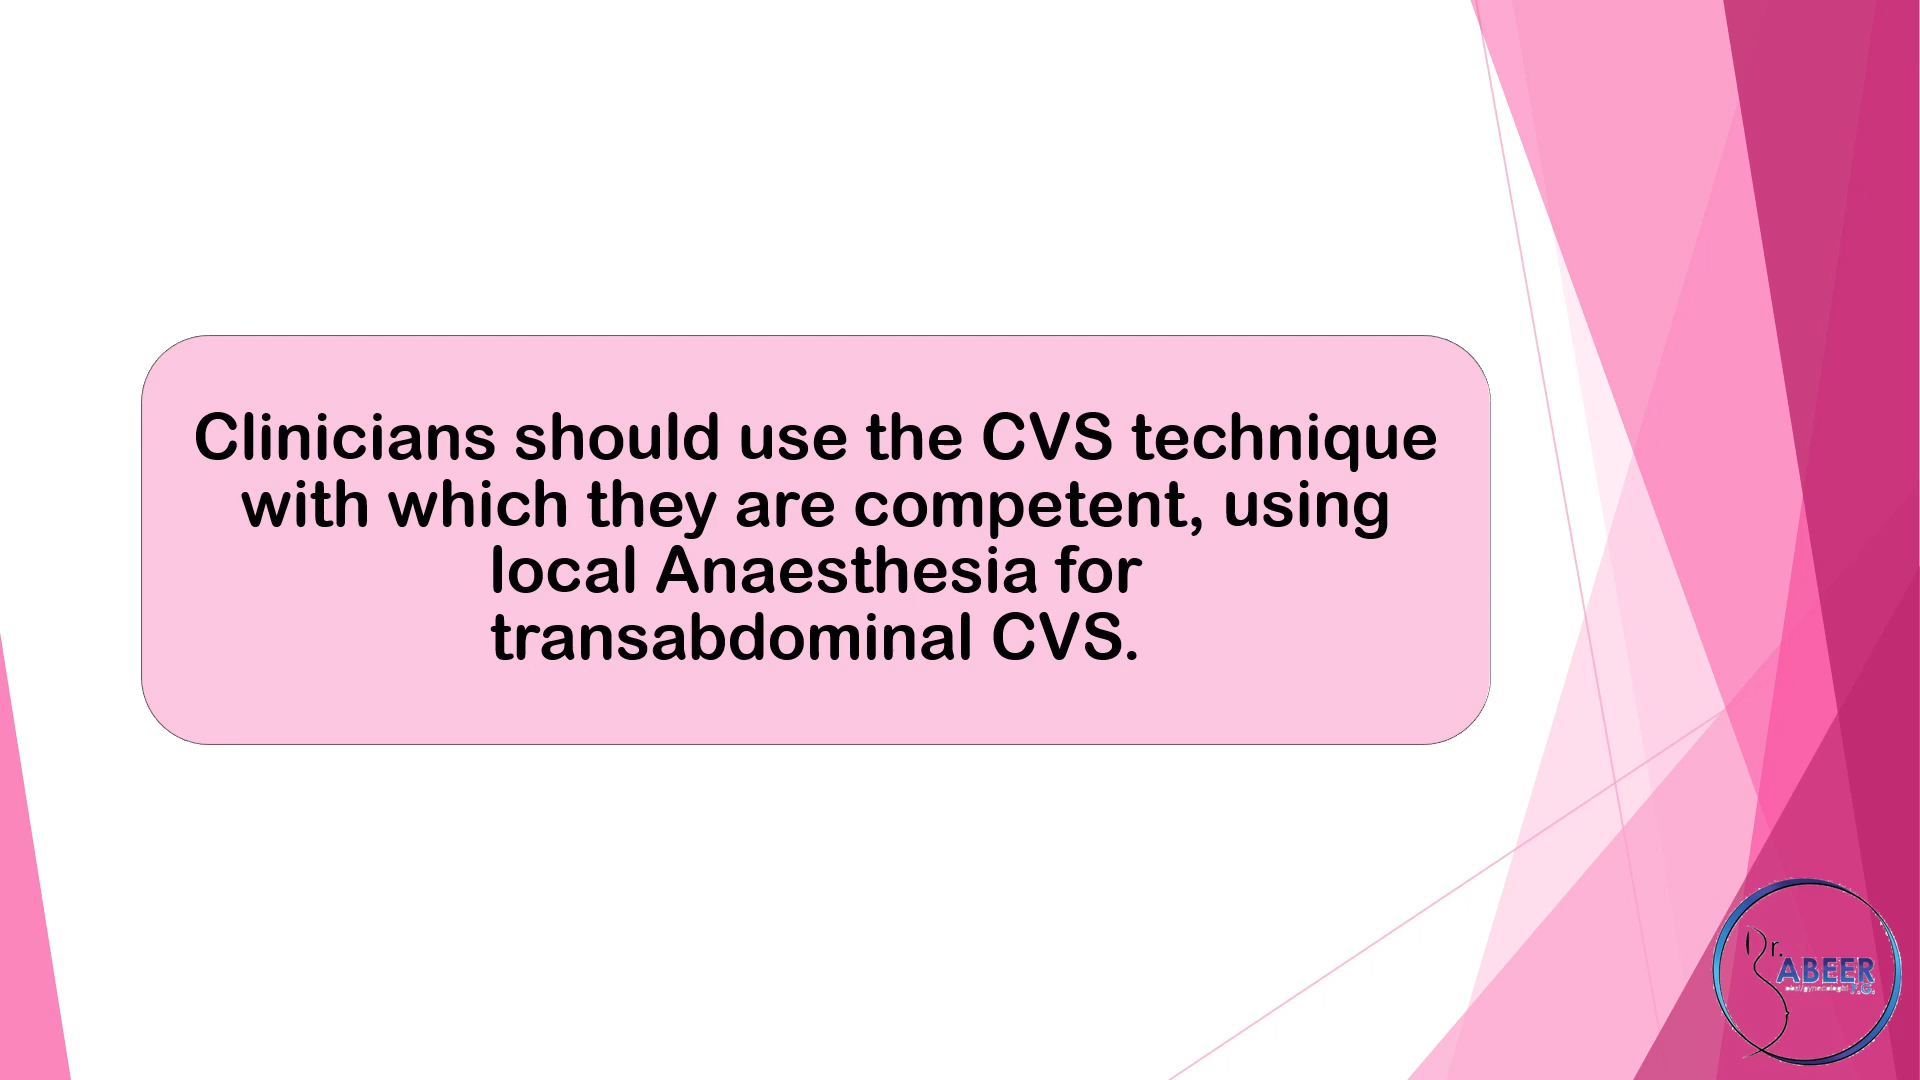 Clinicians should use the CVS technique
with which they are competent, using
local Anaesthesia for
transabdominal CVS.
Dr.
ABEER
F.G.